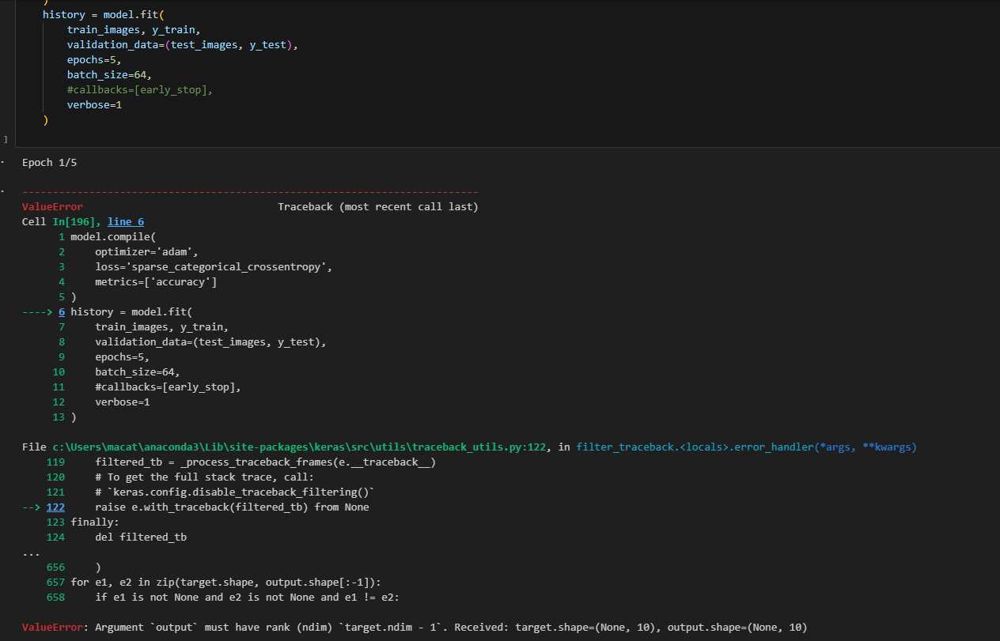 )
history = model.fit(
    train_images, y_train,
    validation_data=(test_images, y_test),
    epochs=5,
    batch_size=64,
    #callbacks=[early_stop],
    verbose=1
)
]
Epoch 1/5
---------------------------------------------------------------------------
ValueError                                Traceback (most recent call last)
Cell In[196], line 6
      1 model.compile(
      2     optimizer='adam',
      3     loss='sparse_categorical_crossentropy',
      4     metrics=['accuracy']
      5 )
----> 6 history = model.fit(
      7     train_images, y_train,
      8     validation_data=(test_images, y_test),
      9     epochs=5,
     10     batch_size=64,
     11     #callbacks=[early_stop],
     12     verbose=1
     13 )
File c:\Users\macat\anaconda3\Lib\site-packages\keras\src\utils\traceback_utils.py:122, in filter_traceback.<locals>.error_handler(*args, **kwargs)
    119     filtered_tb = _process_traceback_frames(e.__traceback__)
    120     # To get the full stack trace, call:
    121     # `keras.config.disable_traceback_filtering()`
--> 122     raise e.with_traceback(filtered_tb) from None
    123 finally:
    124     del filtered_tb
...
    656     )
    657 for e1, e2 in zip(target.shape, output.shape[:-1]):
    658     if e1 is not None and e2 is not None and e1 != e2:
ValueError: Argument `output` must have rank (ndim) `target.ndim - 1`. Received: target.shape=(None, 10), output.shape=(None, 10)